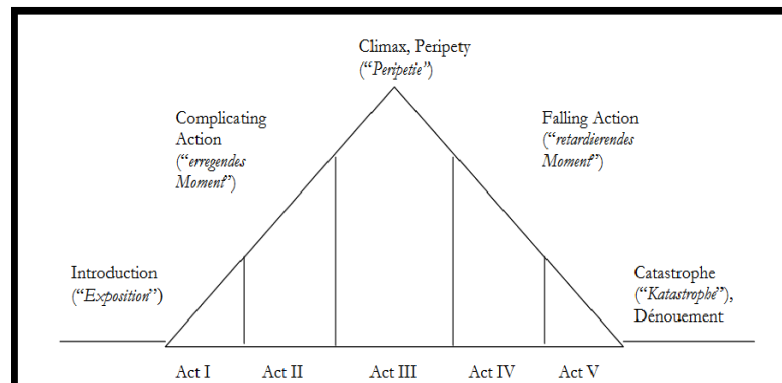 Climax, Peripety
(“Peripetie”)
Complicating
Action
(“erregendes
Moment”)
Falling Action
(“retardierendes
Moment”)
Introduction
(“Exposition”)
Catastrophe
(“Katastrophe”),
Dénouement
Act I Act II Act III Act IV Act V